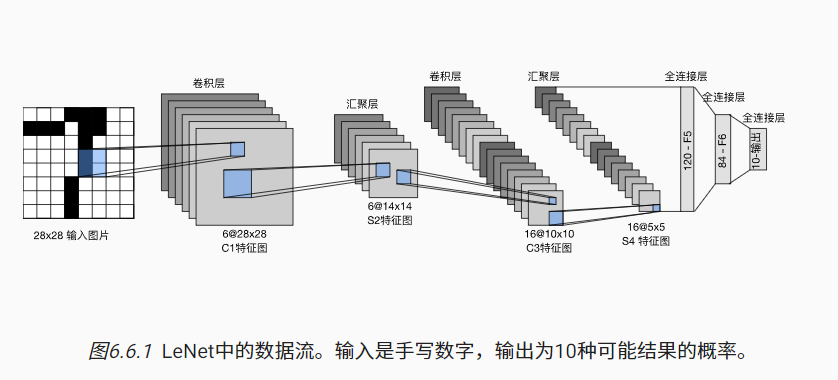 卷积层
汇聚层
卷积层
汇聚层
全连接层
全连接层
全连接层
120 - F5
84 - F6
10-输出
28x28 输入图片
6@28x28
C1特征图
6@14x14
S2特征图
16@10x10
C3特征图
16@5x5
S4 特征图
图6.6.1 LeNet中的数据流。输入是手写数字，输出为10种可能结果的概率。